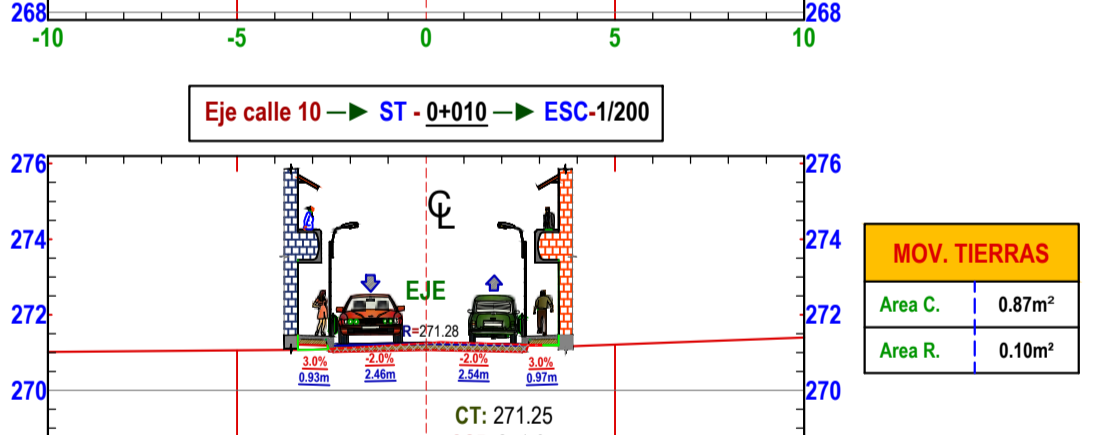 268 268
-10 -5 0 5 10
Eje calle 10 ST - 0+010 ESC-1/200
276 276
274 274
CL
EJE
272 272
R=271.28
MOV. TIERRAS
Area C. 0.87m²
Area R. 0.10m²
3.0% -2.0% -2.0% 3.0%
0.93m 2.46m 2.54m 0.97m
270 270
CT: 271.25